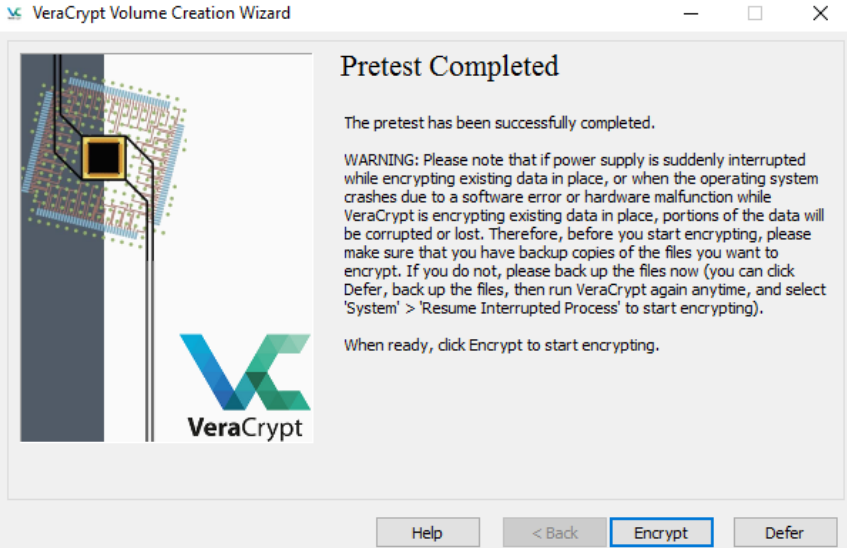 VeraCrypt Volume Creation Wizard
Pretest Completed
The pretest has been successfully completed.
WARNING: Please note that if power supply is suddenly interrupted
while encrypting existing data in place, or when the operating system
crashes due to a software error or hardware malfunction while
VeraCrypt is encrypting existing data in place, portions of the data will
be corrupted or lost. Therefore, before you start encrypting, please
make sure that you have backup copies of the files you want to
encrypt. If you do not, please back up the files now (you can click
Defer, back up the files, then run VeraCrypt again anytime, and select
'System' > 'Resume Interrupted Process' to start encrypting).
When ready, click Encrypt to start encrypting.
VeraCrypt
Help
< Back
Encrypt
Defer